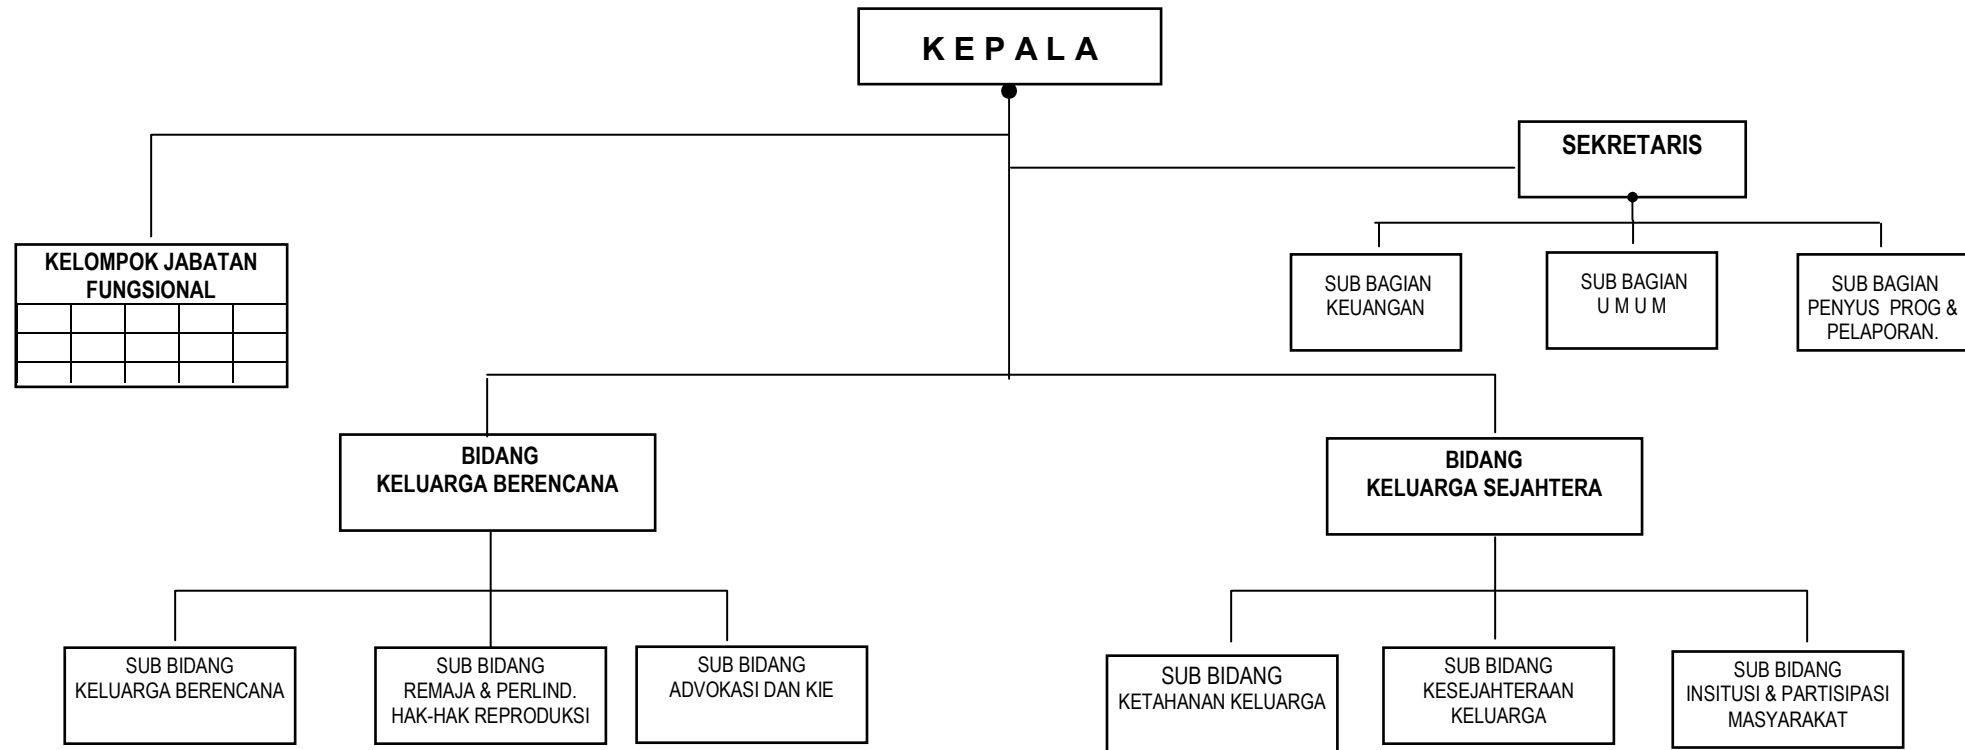 K E P A L A
SEKRETARIS
KELOMPOK JABATAN
FUNGSIONAL
SUB BAGIAN
KEUANGAN
SUB BAGIAN
U M U M
SUB BAGIAN
PENYUS PROG &
PELAPORAN.
BIDANG
KELUARGA BERENCANA
BIDANG
KELUARGA SEJAHTERA
SUB BIDANG
KELUARGA BERENCANA
SUB BIDANG
REMAJA & PERLIND.
HAK-HAK REPRODUKSI
SUB BIDANG
ADVOKASI DAN KIE
SUB BIDANG
KETAHANAN KELUARGA
SUB BIDANG
KESEJAHTERAAN
KELUARGA
SUB BIDANG
INSITUSI & PARTISIPASI
MASYARAKAT